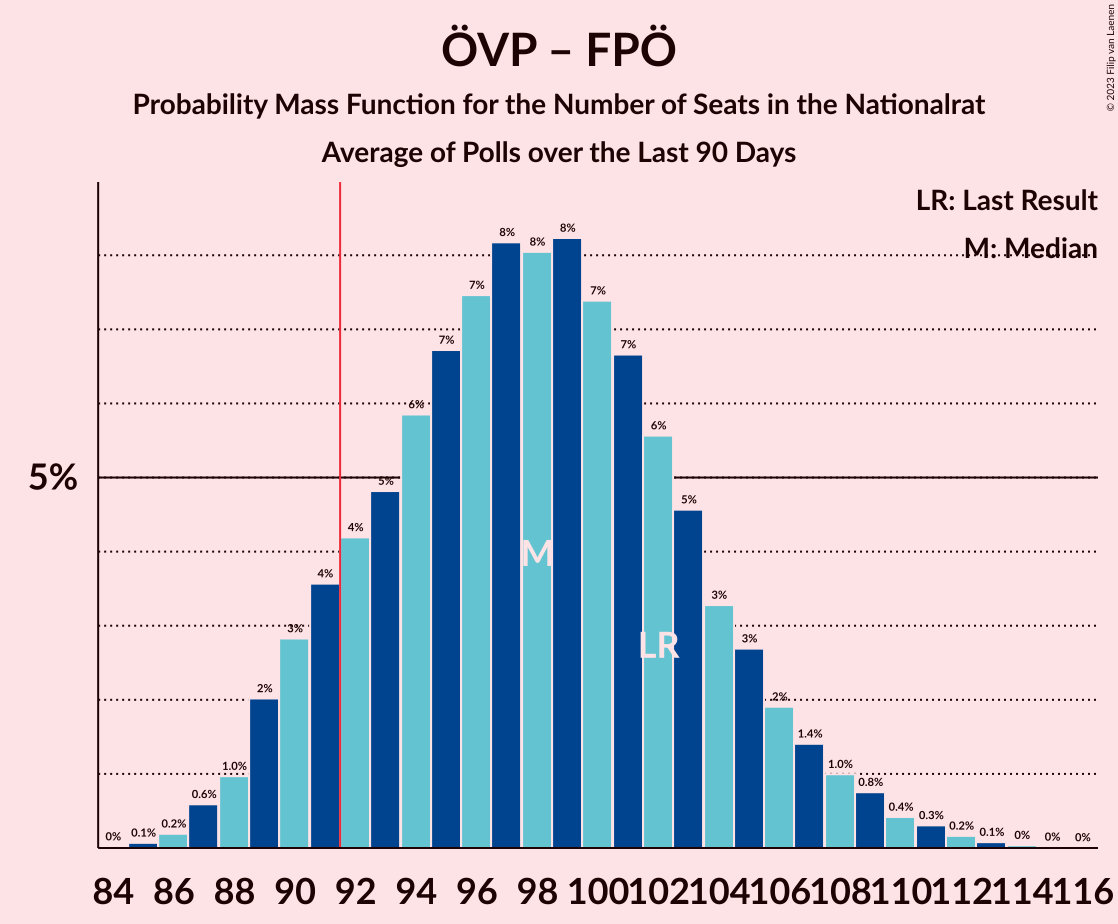 ÖVP – FPÖ
Probability Mass Function for the Number of Seats in the Nationalrat
Average of Polls over the Last 90 Days
© 2023 Filip van Laenen
LR: Last Result
M: Median
5%
0% 0.1% 0.2% 0.6% 1.0% 2% 3% 4% 4% 5% 6% 7% 7% 8% 8% 8% 7% 7% 6% 5% 3% 3% 2% 1.4% 1.0% 0.8% 0.4% 0.3% 0.2% 0.1% 0% 0% 0%
M
LR
84 86 88 90 92 94 96 98 100 102 104 106 108 110 112 114 116